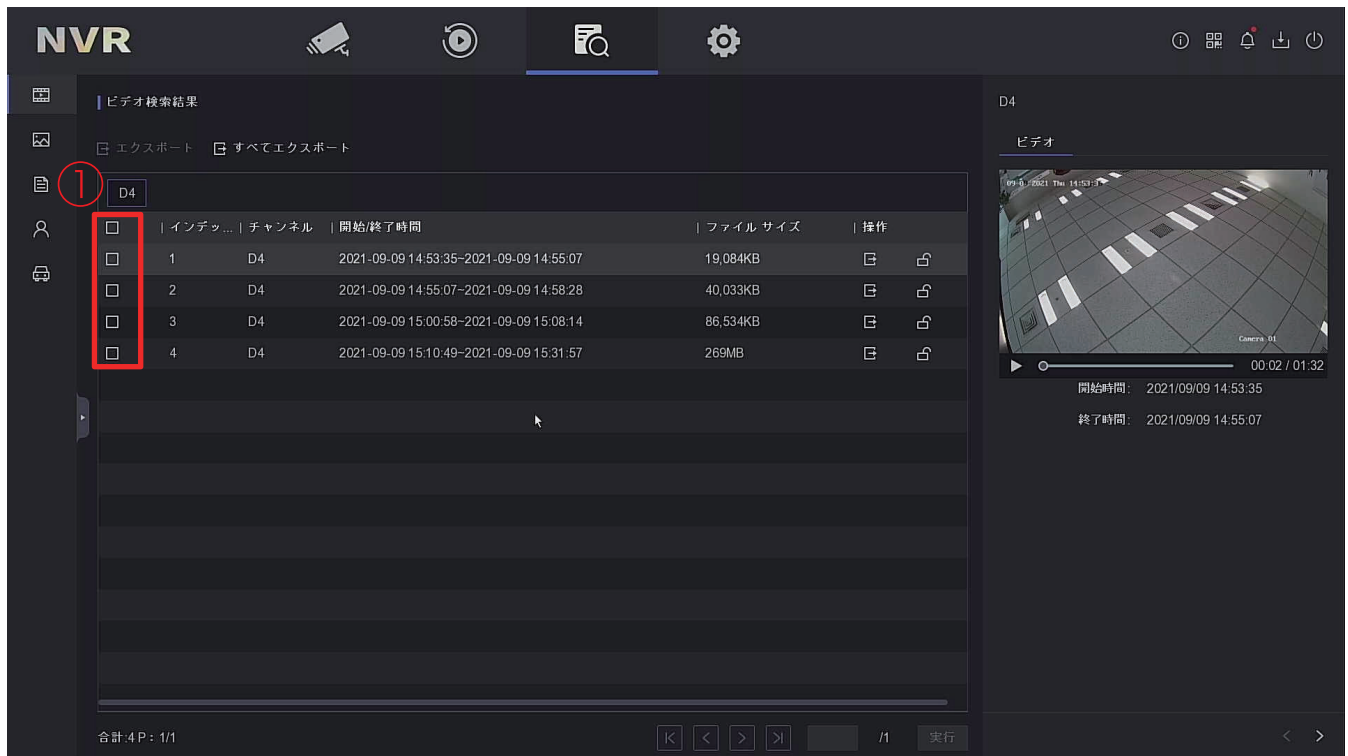 NVR
ビデオ検索結果
エクスポート すべてエクスポート
①
D4
インデッ... チャンネル 開始/終了時間 ファイル サイズ 操作
1 D4 2021-09-09 14:53:35~2021-09-09 14:55:07 19,084KB
2 D4 2021-09-09 14:55:07~2021-09-09 14:58:28 40,033KB
3 D4 2021-09-09 15:00:58~2021-09-09 15:08:14 86,534KB
4 D4 2021-09-09 15:10:49~2021-09-09 15:31:57 269MB
合計:4 P: 1/1
/1 実行
D4
ビデオ
2021 Thu 14:53:3
Camera 01
00:02 / 01:32
開始時間: 2021/09/09 14:53:35
終了時間: 2021/09/09 14:55:07